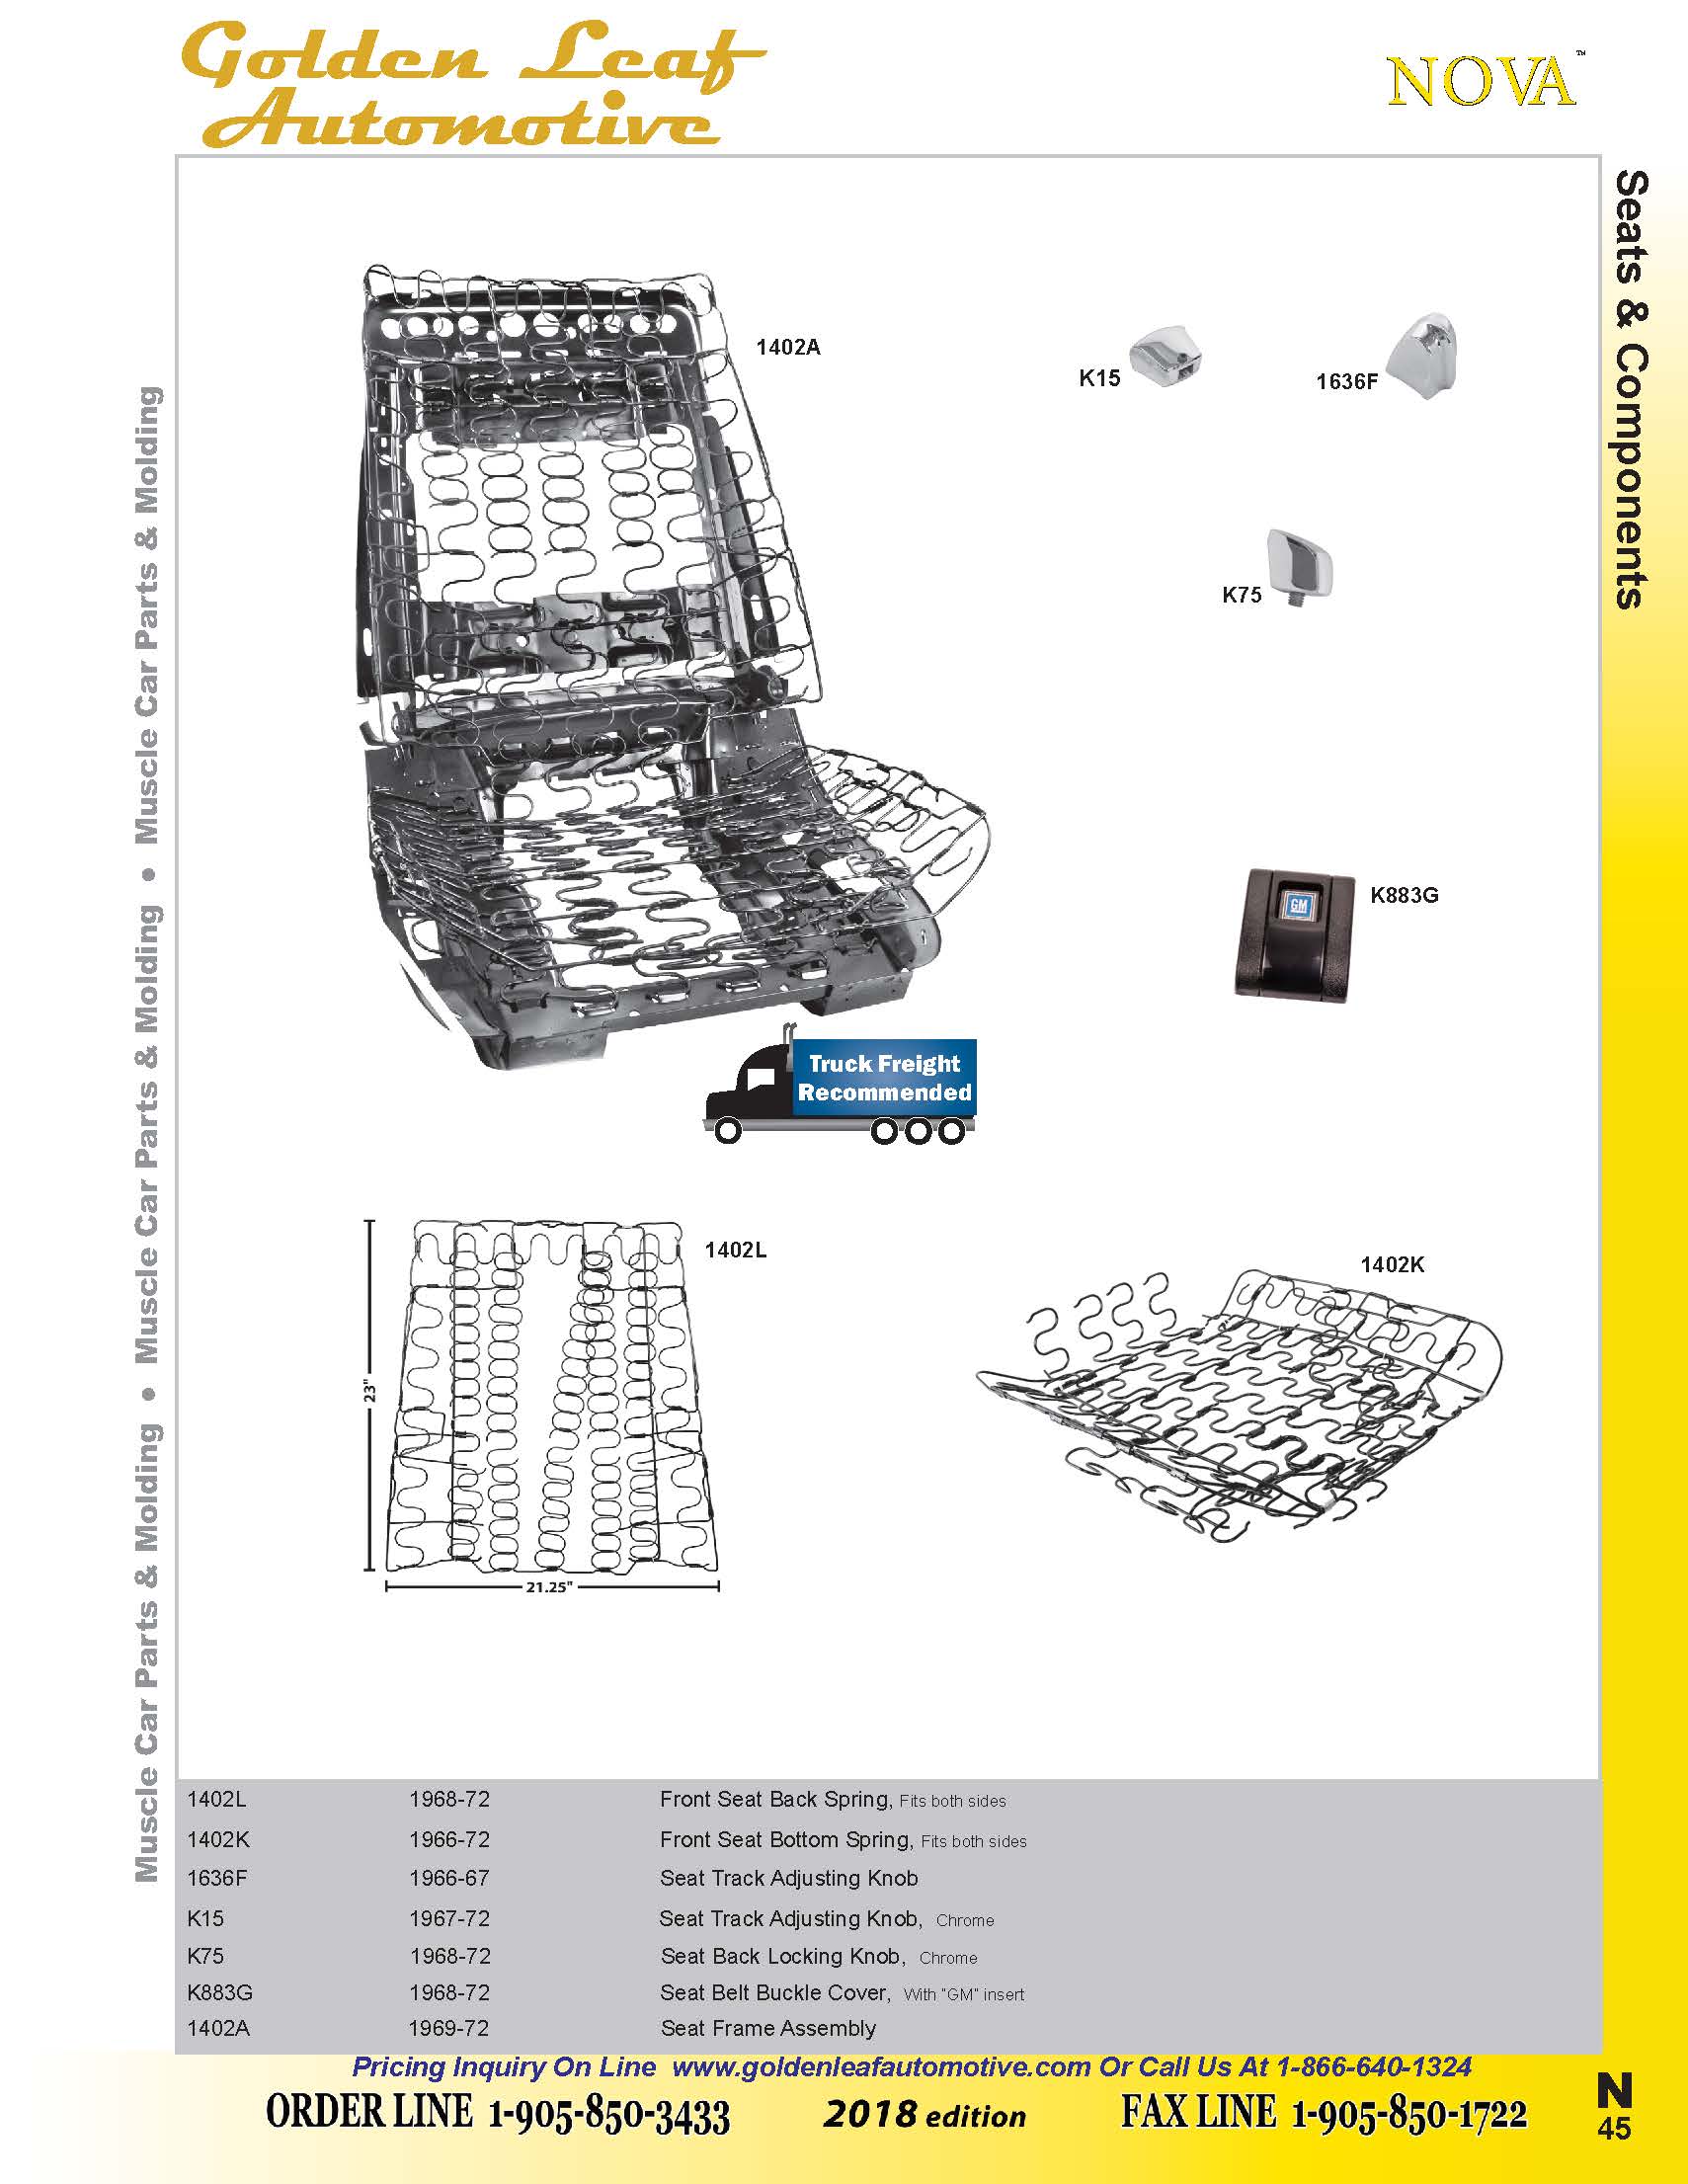 Golden Leaf
Automotive
NOVA™
Seats & Components
Muscle Car Parts & Molding • Muscle Car Parts & Molding • Muscle Car Parts & Molding
1402A
K15
1636F
K75
K883G
GM
Truck Freight
Recommended
1402L
1402K
23"
21.25"
1402L 1968-72 Front Seat Back Spring, Fits both sides
1402K 1966-72 Front Seat Bottom Spring, Fits both sides
1636F 1966-67 Seat Track Adjusting Knob
K15 1967-72 Seat Track Adjusting Knob, Chrome
K75 1968-72 Seat Back Locking Knob, Chrome
K883G 1968-72 Seat Belt Buckle Cover, With "GM" insert
1402A 1969-72 Seat Frame Assembly
Pricing Inquiry On Line www.goldenleafautomotive.com Or Call Us At 1-866-640-1324
ORDER LINE 1-905-850-3433 2018 edition FAX LINE 1-905-850-1722
N
45